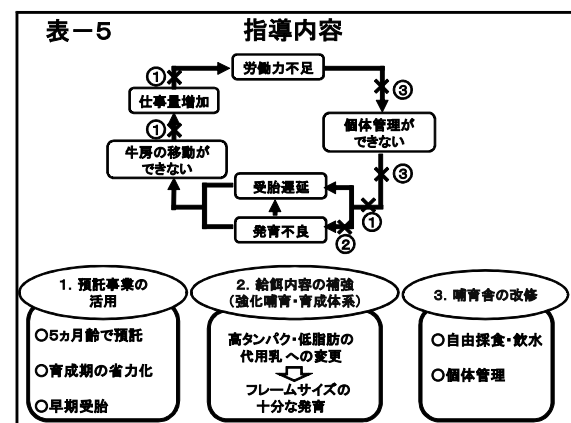 表－５ 指導内容
労働力不足
①
③
仕事量増加
個体管理が
できない
①
牛房の移動が
できない
③
受胎遅延
①
発育不良
②
1. 預託事業の
活用
○5ヵ月齢で預託
○育成期の省力化
○早期受胎
2. 給餌内容の補強
(強化哺育･育成体系)
高タンパク･低脂肪の
代用乳 への変更
フレームサイズの
十分な発育
3. 哺育舎の改修
○自由採食･飲水
○個体管理